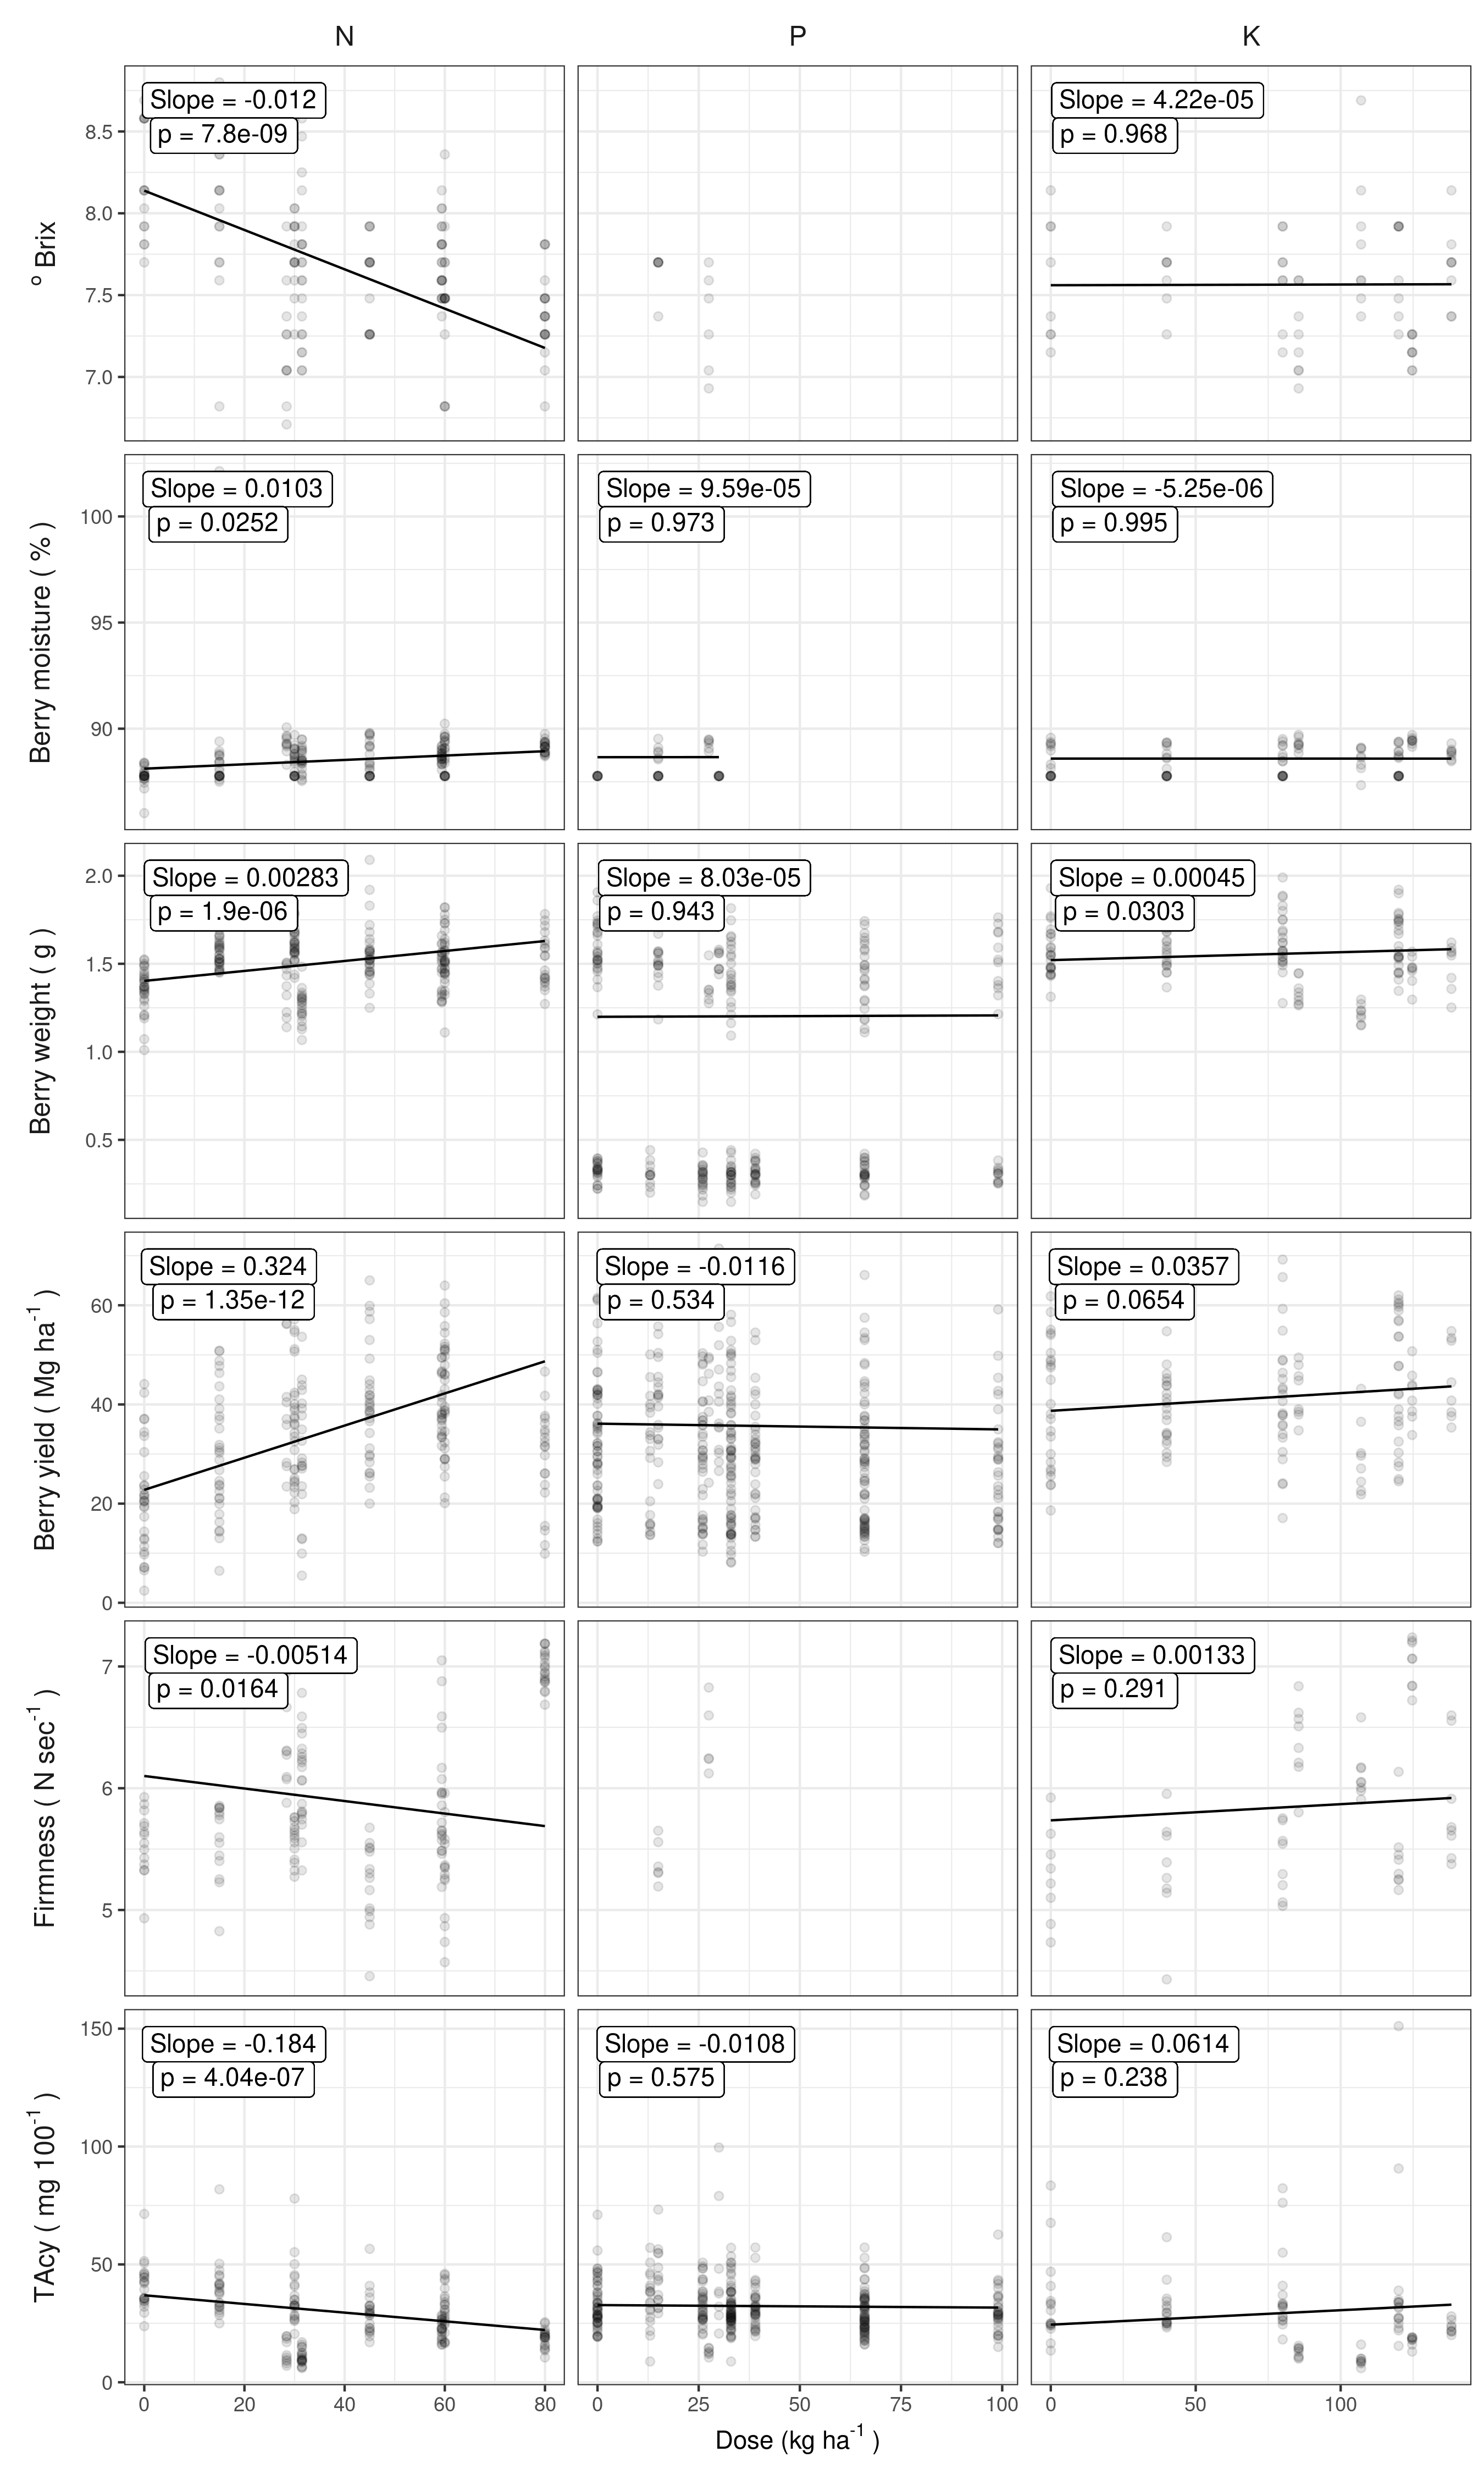 N P K
º Brix
8.5
8.0
7.5
7.0
Slope = -0.012
p = 7.8e-09
Slope = 4.22e-05
p = 0.968
Berry moisture ( % )
100
95
90
Slope = 0.0103
p = 0.0252
Slope = 9.59e-05
p = 0.973
Slope = -5.25e-06
p = 0.995
Berry weight ( g )
2.0
1.5
1.0
0.5
Slope = 0.00283
p = 1.9e-06
Slope = 8.03e-05
p = 0.943
Slope = 0.00045
p = 0.0303
Berry yield ( Mg ha⁻¹ )
60
40
20
0
Slope = 0.324
p = 1.35e-12
Slope = -0.0116
p = 0.534
Slope = 0.0357
p = 0.0654
Firmness ( N sec⁻¹ )
7
6
5
Slope = -0.00514
p = 0.0164
Slope = 0.00133
p = 0.291
TAcy ( mg 100⁻¹ )
150
100
50
0
Slope = -0.184
p = 4.04e-07
Slope = -0.0108
p = 0.575
Slope = 0.0614
p = 0.238
0 20 40 60 80
0 25 50 75 100
0 50 100
Dose (kg ha⁻¹ )